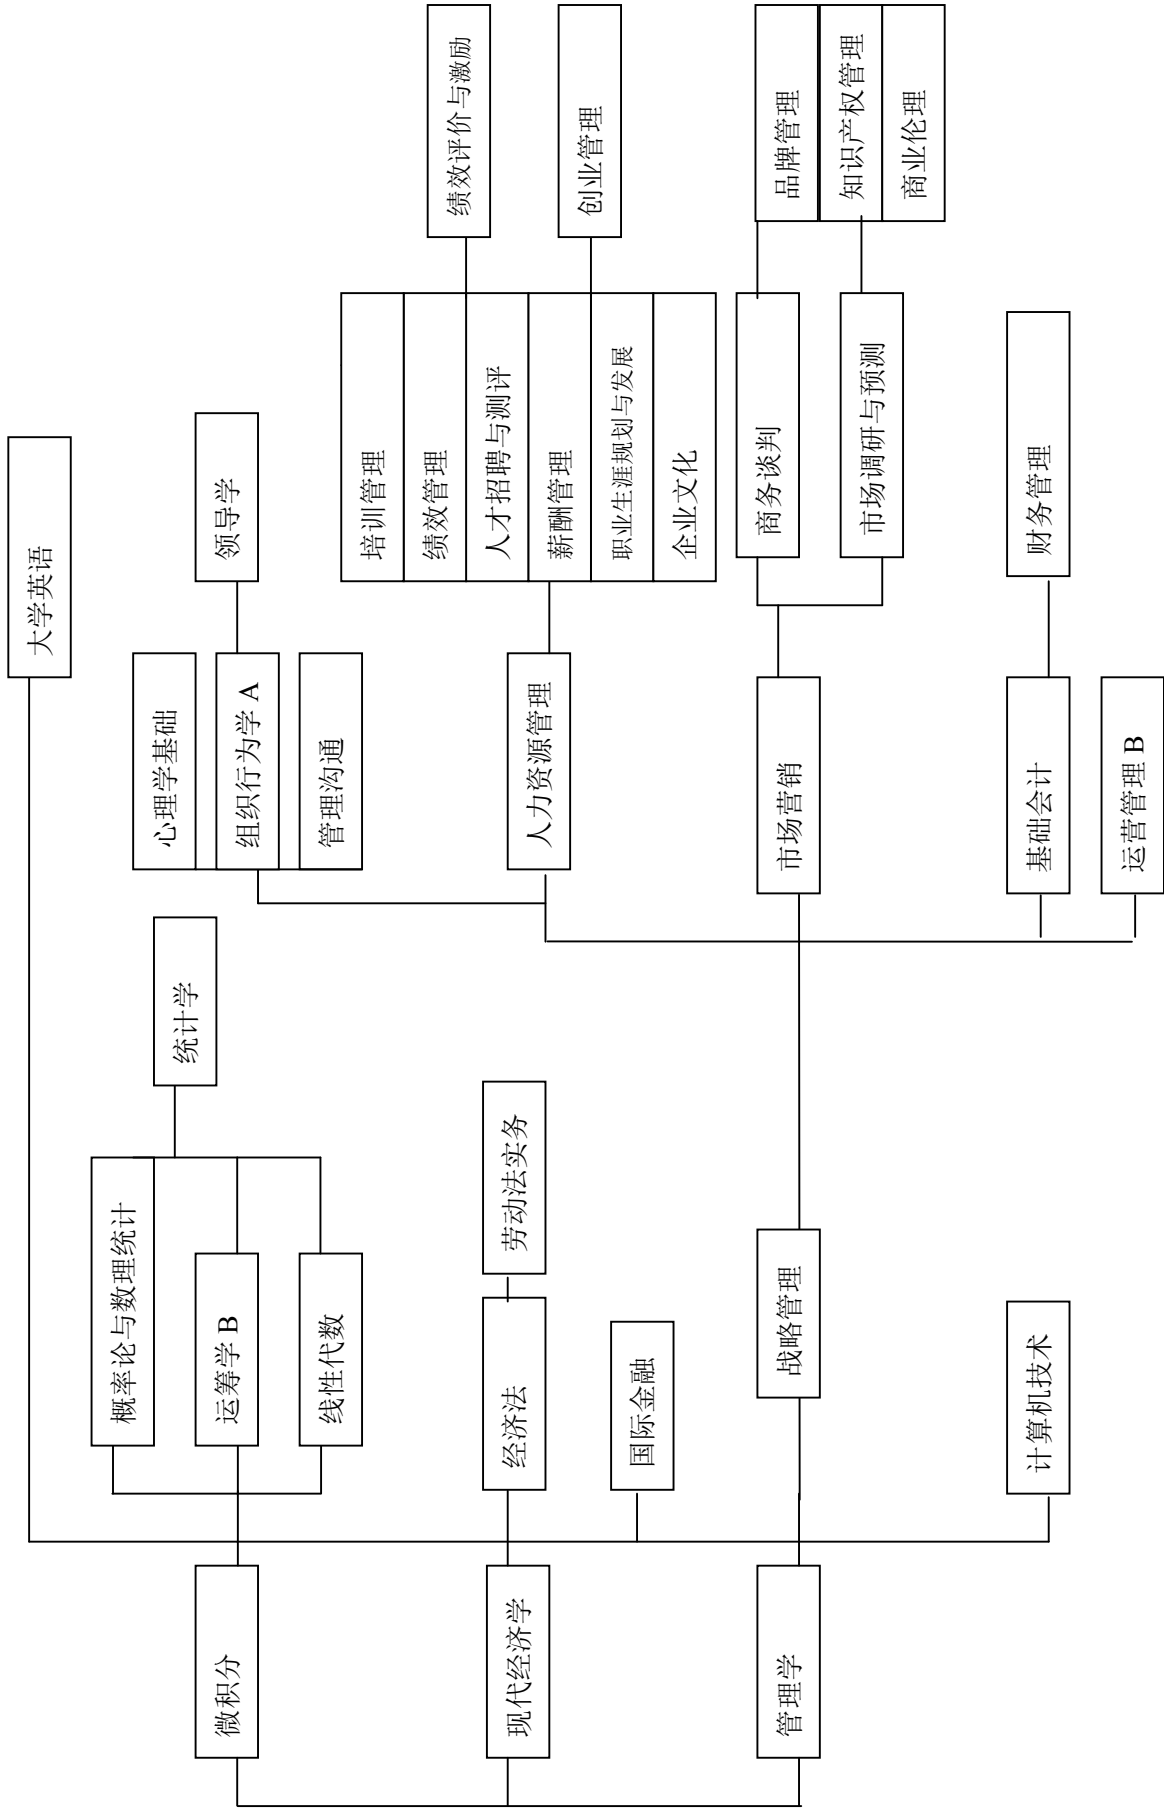 微积分
现代经济学
管理学
大学英语
概率论与数理统计
运筹学 B
线性代数
统计学
经济法
劳动法实务
国际金融
战略管理
计算机技术
心理学基础
组织行为学 A
管理沟通
领导学
人力资源管理
培训管理
绩效管理
人才招聘与测评
薪酬管理
职业生涯规划与发展
企业文化
绩效评价与激励
创业管理
市场营销
商务谈判
市场调研与预测
品牌管理
知识产权管理
商业伦理
基础会计
财务管理
运营管理 B